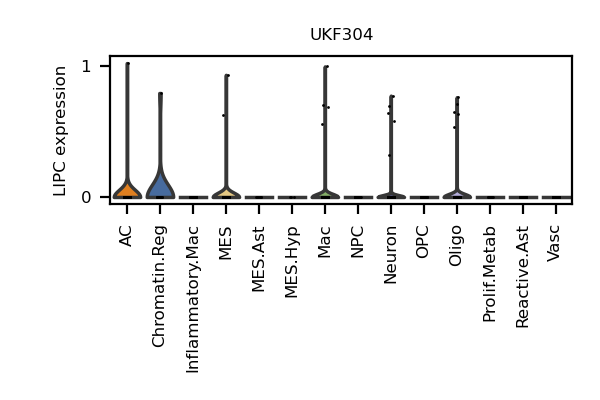 UKF304
LIPC expression
1
0
AC
Chromatin.Reg
Inflammatory.Mac
MES
MES.Ast
MES.Hyp
Mac
NPC
Neuron
OPC
Oligo
Prolif.Metab
Reactive.Ast
Vasc